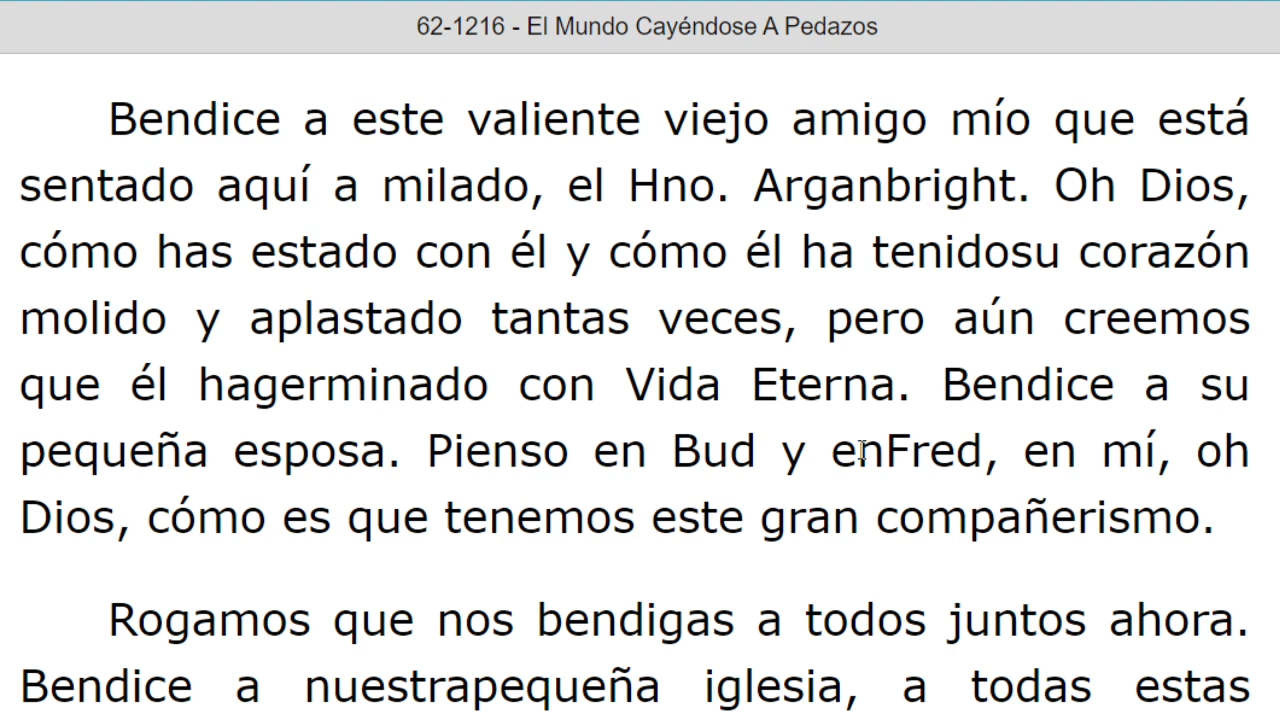 62-1216 - El Mundo Cayéndose A Pedazos
Bendice a este valiente viejo amigo mío que está
sentado aquí a milado, el Hno. Arganbright. Oh Dios,
cómo has estado con él y cómo él ha tenidosu corazón
molido y aplastado tantas veces, pero aún creemos
que él hagerminado con Vida Eterna. Bendice a su
pequeña esposa. Pienso en Bud y enFred, en mí, oh
Dios, cómo es que tenemos este gran compañerismo.
Rogamos que nos bendigas a todos juntos ahora.
Bendice a nuestrapequeña iglesia, a todas estas